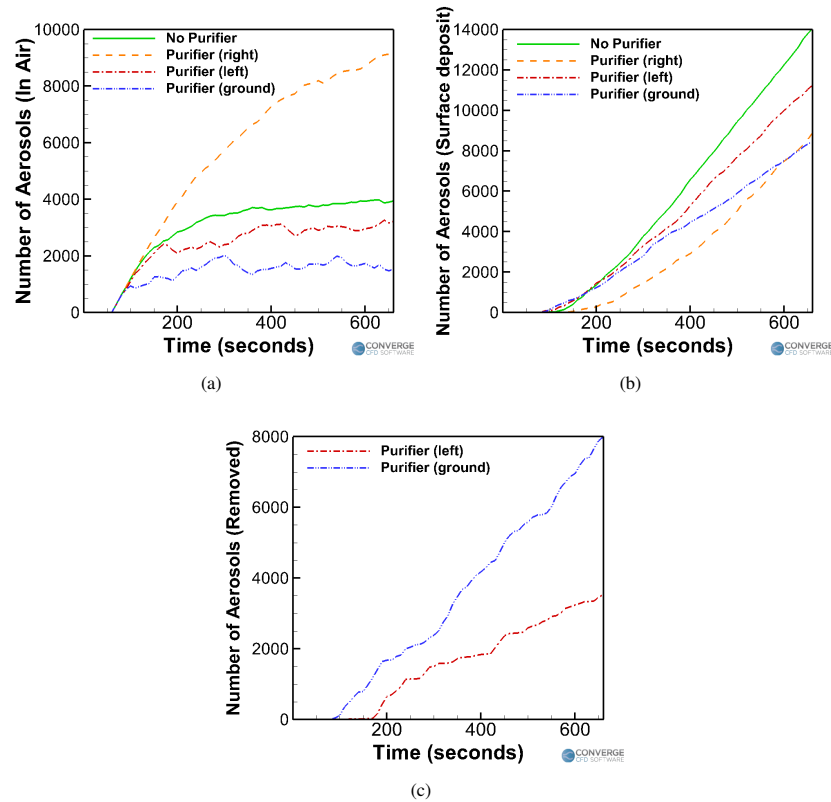 Number of Aerosols (In Air)
10000
8000
6000
4000
2000
0
No Purifier
Purifier (right)
Purifier (left)
Purifier (ground)
200
400
600
Time (seconds)
CONVERGE
CFD SOFTWARE
(a)
Number of Aerosols (Surface deposit)
14000
12000
10000
8000
6000
4000
2000
0
No Purifier
Purifier (right)
Purifier (left)
Purifier (ground)
200
400
600
Time (seconds)
CONVERGE
CFD SOFTWARE
(b)
Number of Aerosols (Removed)
8000
6000
4000
2000
0
Purifier (left)
Purifier (ground)
200
400
600
Time (seconds)
CONVERGE
CFD SOFTWARE
(c)